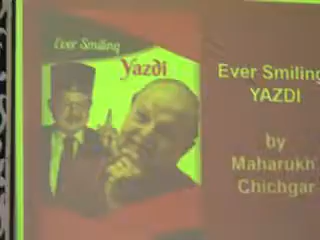 Ever Smiling
Yazdi
Ever Smiling
YAZDI
by
Maharukh
Chichgar